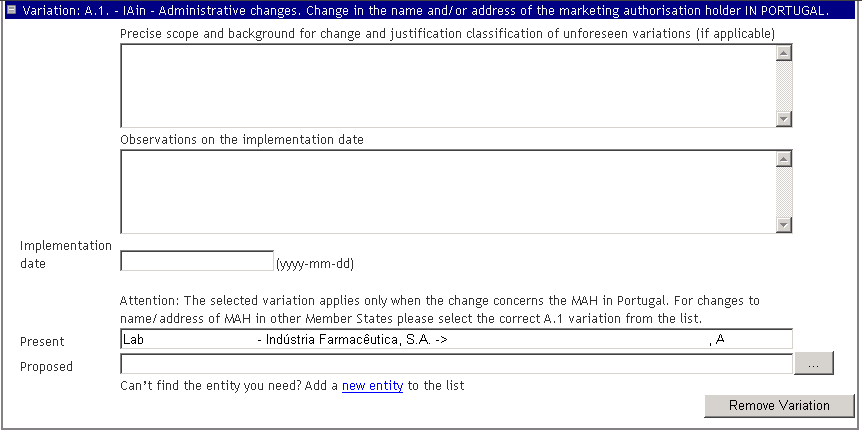 Variation: A.1. - IAin - Administrative changes. Change in the name and/or address of the marketing authorisation holder IN PORTUGAL.
Precise scope and background for change and justification classification of unforeseen variations (if applicable)
Observations on the implementation date
Implementation
date
(yyyy-mm-dd)
Attention: The selected variation applies only when the change concerns the MAH in Portugal. For changes to
name/address of MAH in other Member States please select the correct A.1 variation from the list.
Present Lab - Indústria Farmacêutica, S.A. -> , A
Proposed ...
Can't find the entity you need? Add a new entity to the list
Remove Variation